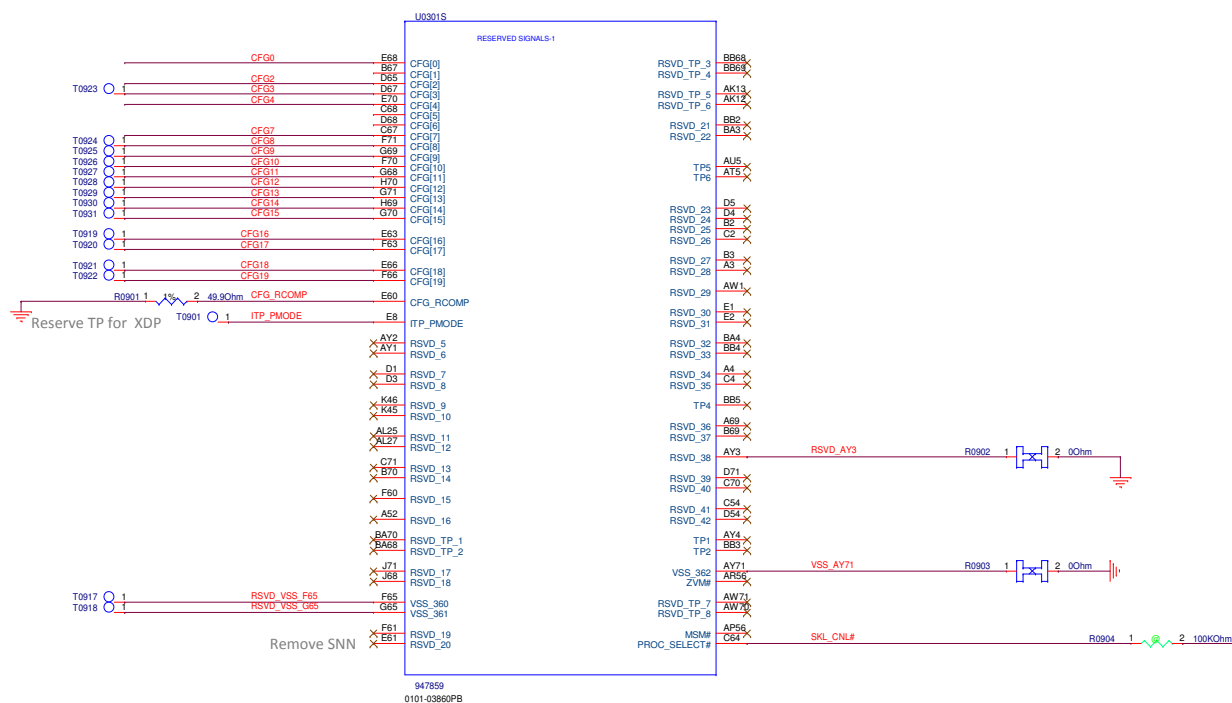 U0301S
RESERVED SIGNALS-1
CFG0 E68 CFG[0]
B67 CFG[1]
CFG2 D65 CFG[2]
T0923 1 CFG3 D67 CFG[3]
CFG4 E70 CFG[4]
C68 CFG[5]
D68 CFG[6]
CFG7 C67 CFG[7]
T0924 1 CFG8 F71 CFG[8]
T0925 1 CFG9 G69 CFG[9]
T0926 1 CFG10 F70 CFG[10]
T0927 1 CFG11 G68 CFG[11]
T0928 1 CFG12 H70 CFG[12]
T0929 1 CFG13 G71 CFG[13]
T0930 1 CFG14 H69 CFG[14]
T0931 1 CFG15 G70 CFG[15]
T0919 1 CFG16 E63 CFG[16]
T0920 1 CFG17 F63 CFG[17]
T0921 1 CFG18 E66 CFG[18]
T0922 1 CFG19 F66 CFG[19]
R0901 1 1% 2 49.9Ohm CFG_RCOMP E60 CFG_RCOMP
Reserve TP for XDP
T0901 1 ITP_PMODE E8 ITP_PMODE
AY2 RSVD_5
AY1 RSVD_6
D1 RSVD_7
D3 RSVD_8
K46 RSVD_9
K45 RSVD_10
AL25 RSVD_11
AL27 RSVD_12
C71 RSVD_13
B70 RSVD_14
F60 RSVD_15
A52 RSVD_16
BA70 RSVD_TP_1
BA68 RSVD_TP_2
J71 RSVD_17
J68 RSVD_18
T0917 1 RSVD_VSS_F65 F65 VSS_360
T0918 1 RSVD_VSS_G65 G65 VSS_361
F61 RSVD_19
Remove SNN E61 RSVD_20
RSVD_TP_3 BB68
RSVD_TP_4 BB69
RSVD_TP_5 AK13
RSVD_TP_6 AK12
RSVD_21 BB2
RSVD_22 BA3
TP5 AU5
TP6 AT5
RSVD_23 D5
RSVD_24 D4
RSVD_25 B2
RSVD_26 C2
RSVD_27 B3
RSVD_28 A3
RSVD_29 AW1
RSVD_30 E1
RSVD_31 E2
RSVD_32 BA4
RSVD_33 BB4
RSVD_34 A4
RSVD_35 C4
TP4 BB5
RSVD_36 A69
RSVD_37 B69
RSVD_38 AY3 RSVD_AY3 R0902 1 2 0Ohm
RSVD_39 D71
RSVD_40 C70
RSVD_41 C54
RSVD_42 D54
TP1 AY4
TP2 BB3
VSS_362 AY71 VSS_AY71 R0903 1 2 0Ohm
ZVM# AR56
RSVD_TP_7 AW71
RSVD_TP_8 AW70
MSM# AP56
PROC_SELECT# C64 SKL_CNL# R0904 1 2 100KOhm
947859
0101-03860PB